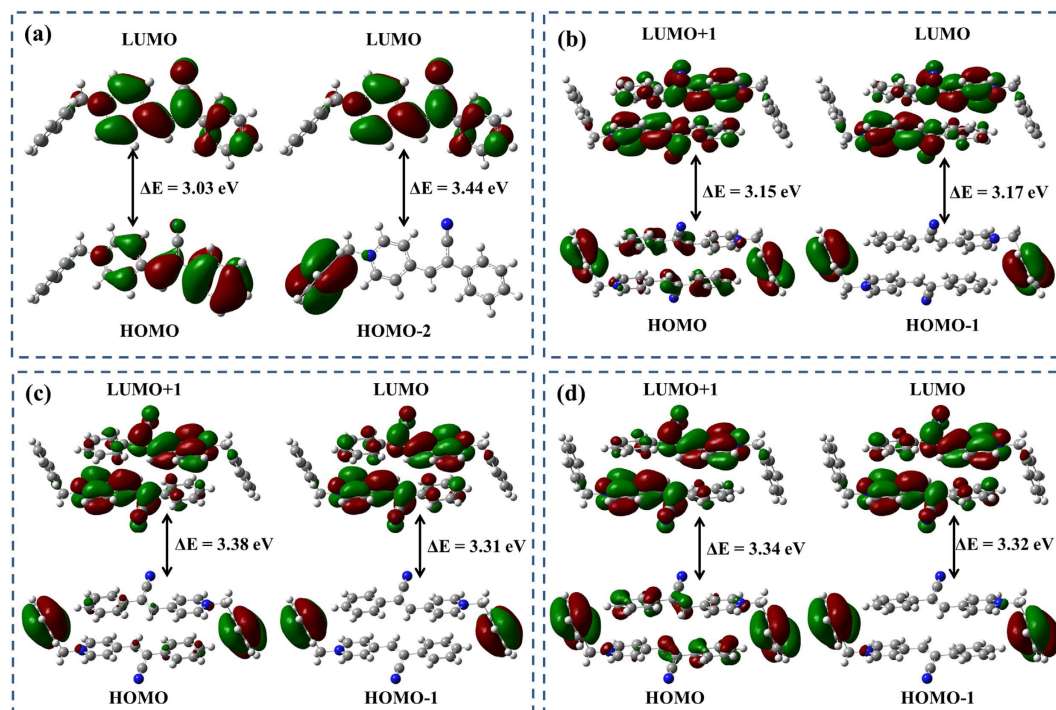 (a)
LUMO LUMO
ΔE = 3.03 eV ΔE = 3.44 eV
HOMO HOMO-2
(b)
LUMO+1 LUMO
ΔE = 3.15 eV ΔE = 3.17 eV
HOMO HOMO-1
(c)
LUMO+1 LUMO
ΔE = 3.38 eV ΔE = 3.31 eV
HOMO HOMO-1
(d)
LUMO+1 LUMO
ΔE = 3.34 eV ΔE = 3.32 eV
HOMO HOMO-1